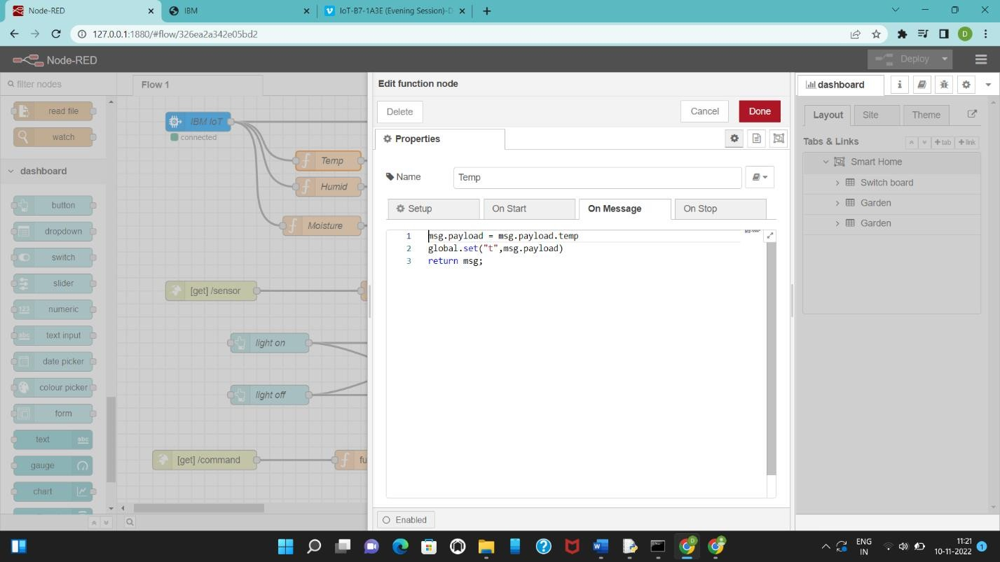 Node-RED
IBM
IoT-B7-1A3E (Evening Session)-D
127.0.0.1:1880/#flow/326ea2a342e05bd2
D
Node-RED
Deploy
filter nodes
read file
watch
dashboard
button
dropdown
switch
slider
123 numeric
abc text input
date picker
colour picker
form
text abc
gauge
chart
Flow 1
IBM IoT
connected
f Temp
f Humid
f Moisture
[get] /sensor
light on
light off
[get] /command
f fu
Edit function node
Delete
Cancel
Done
Properties
Name
Temp
Setup
On Start
On Message
On Stop
1 msg.payload = msg.payload.temp
2 global.set("t",msg.payload)
3 return msg;
Enabled
dashboard
i
Layout
Site
Theme
Tabs & Links
+tab
+link
Smart Home
Switch board
Garden
Garden
ENG
IN
11:21
10-11-2022
1